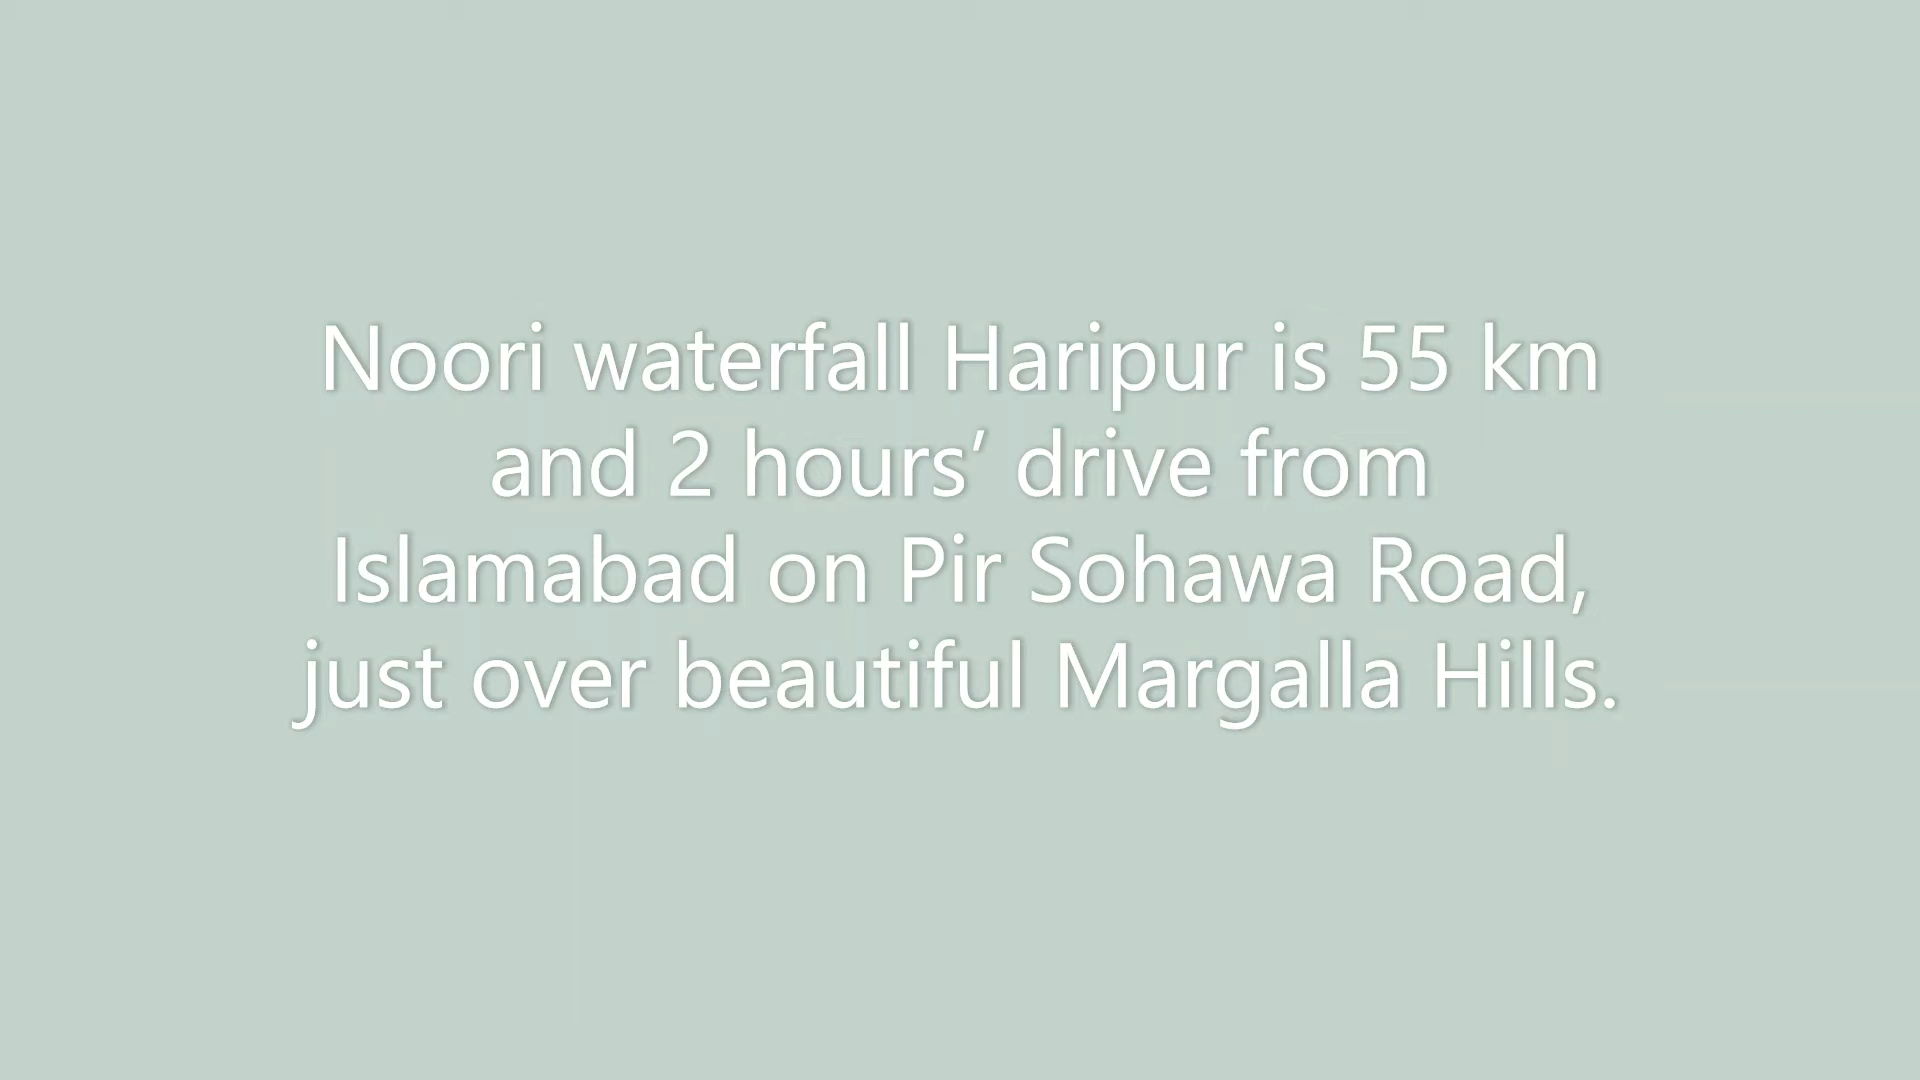 Noori waterfall Haripur is 55 km
and 2 hours’ drive from
Islamabad on Pir Sohawa Road,
just over beautiful Margalla Hills.